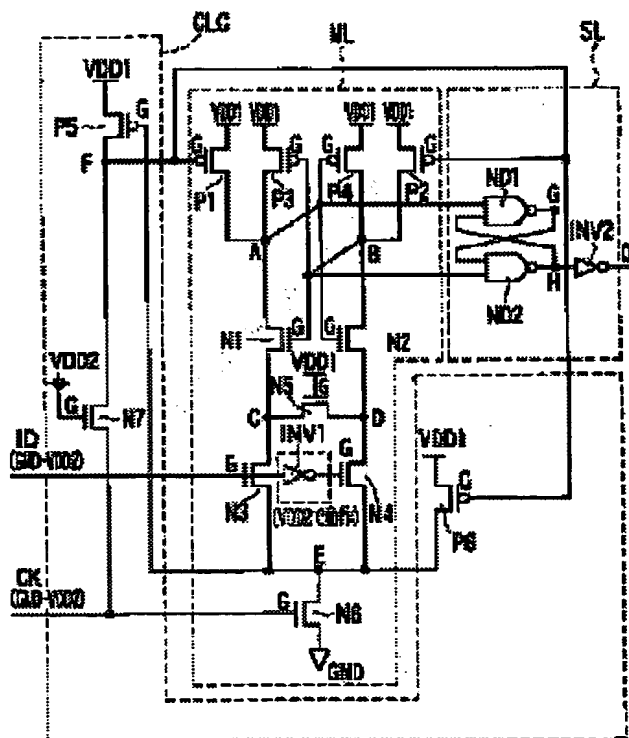 CLC
ML
SL
VDD1
VDD1
VDD1
VDD1
VDD1
G
P5
F
G
P1
G
P3
G
P4
G
P2
ND1
G
INV2
H
ND2
A
B
N1
G
G
N2
VDD1
G
N5
C
D
VDD2
G
N7
ID
(GND-VDD2)
INV1
G
G
N3
N4
VDD1
G
P6
E
CK
(GND-VDD2)
G
N6
GND